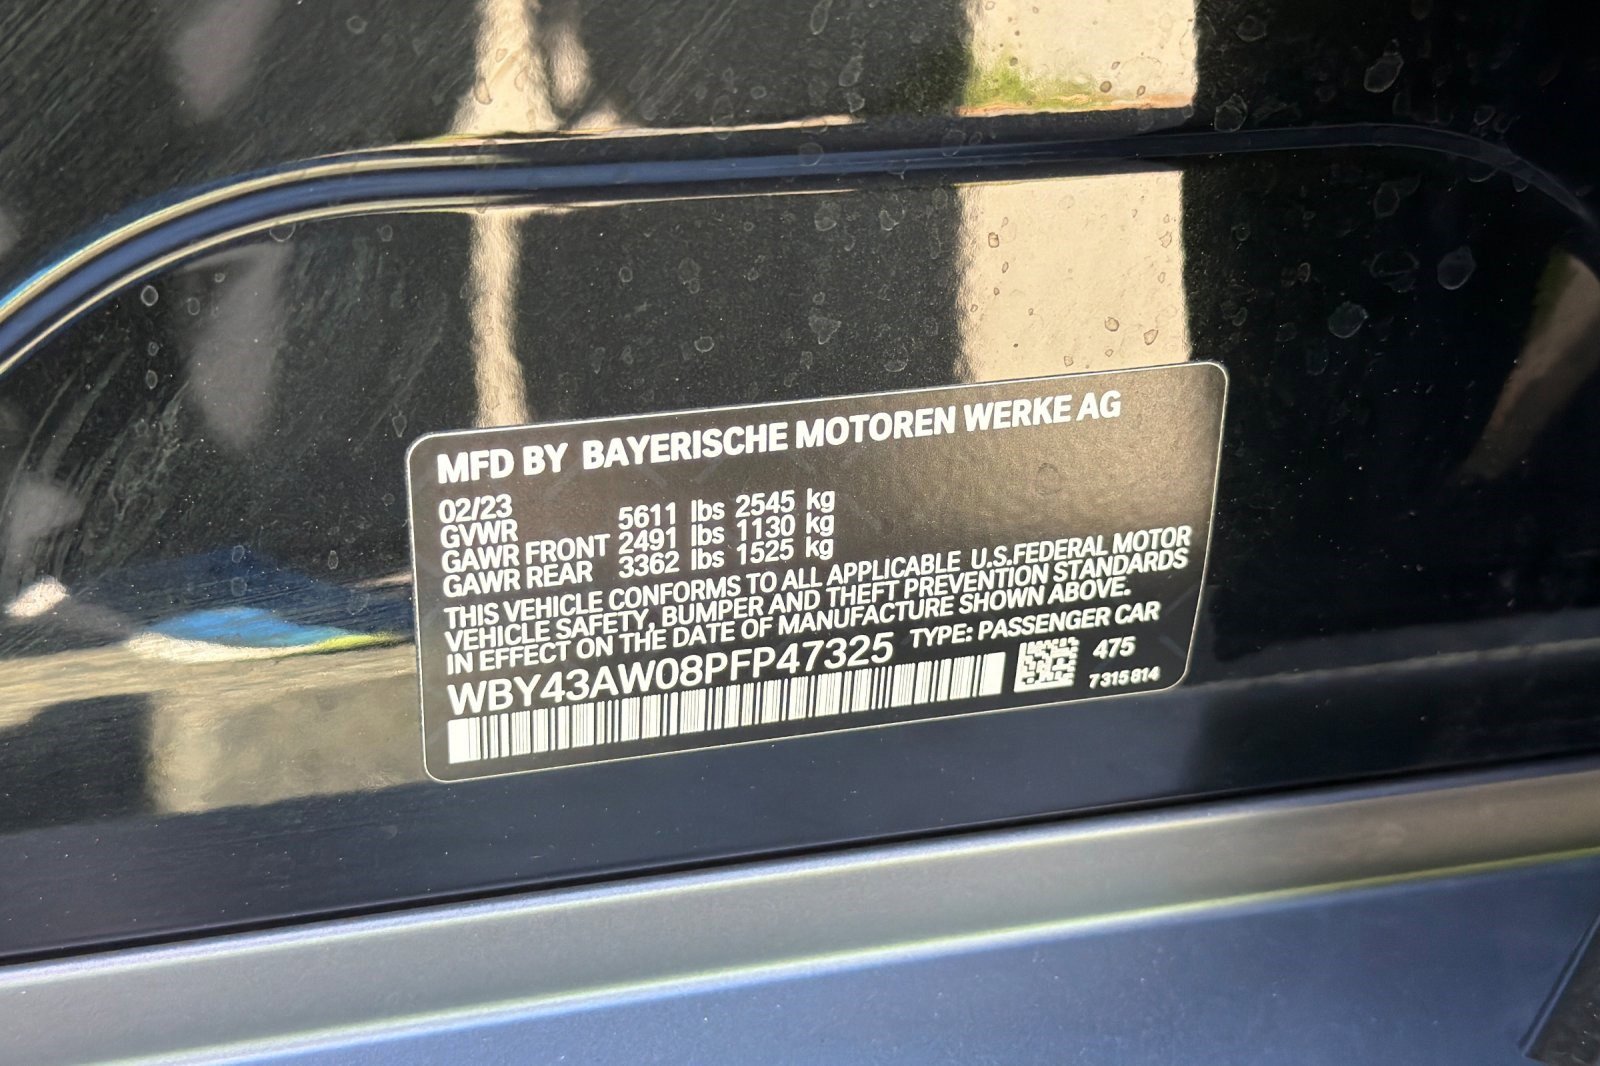 MFD BY BAYERISCHE MOTOREN WERKE AG
02/23
GVWR 5611 lbs 2545 kg
GAWR FRONT 2491 lbs 1130 kg
GAWR REAR 3362 lbs 1525 kg
THIS VEHICLE CONFORMS TO ALL APPLICABLE U.S.FEDERAL MOTOR
VEHICLE SAFETY, BUMPER AND THEFT PREVENTION STANDARDS
IN EFFECT ON THE DATE OF MANUFACTURE SHOWN ABOVE.
WBY43AW08PFP47325 TYPE: PASSENGER CAR
475
7315814